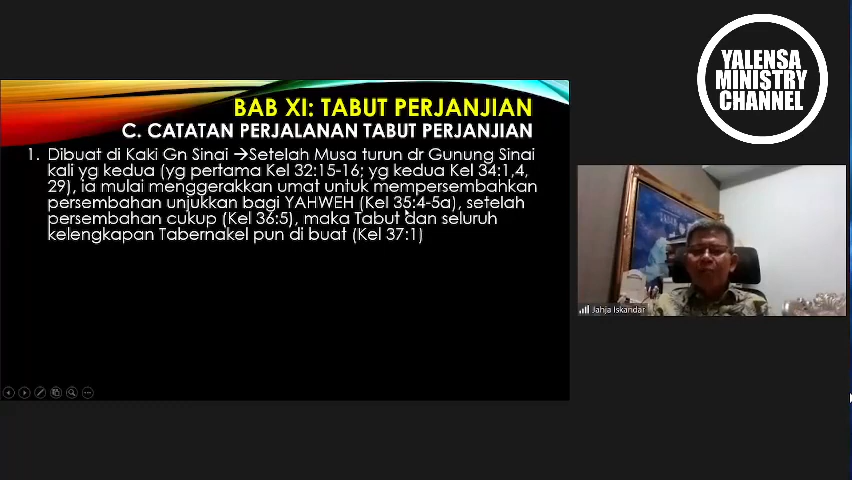 YALENSA
MINISTRY
CHANNEL
BAB XI: TABUT PERJANJIAN
C. CATATAN PERJALANAN TABUT PERJANJIAN
1. Dibuat di Kaki Gn Sinai →Setelah Musa turun dr Gunung Sinai
kali yg kedua (yg pertama Kel 32:15-16; yg kedua Kel 34:1,4,
29), ia mulai menggerakkan umat untuk mempersembahkan
persembahan unjukkan bagi YAHWEH (Kel 35:4-5a), setelah
persembahan cukup (Kel 36:5), maka Tabut dan seluruh
kelengkapan Tabernakel pun di buat (Kel 37:1)
Jahja Iskandar